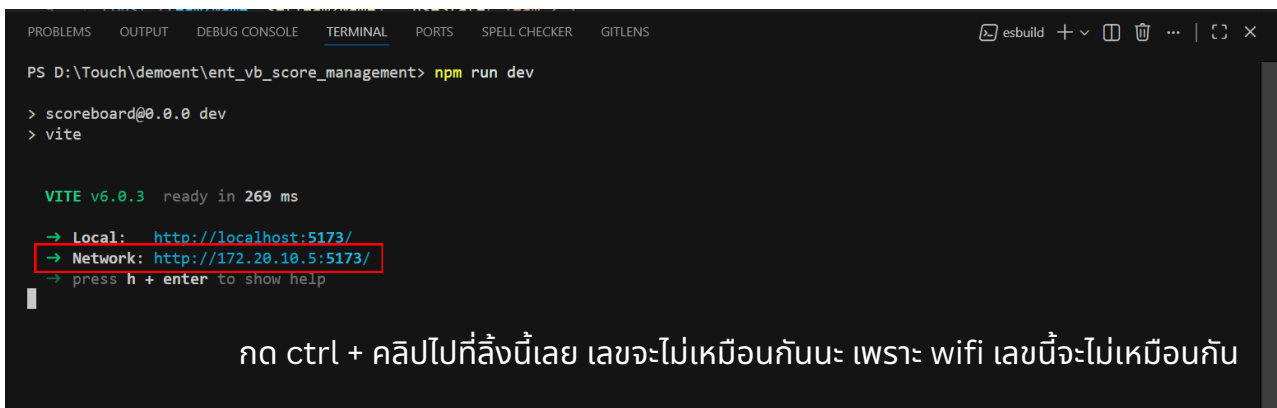 PROBLEMS OUTPUT DEBUG CONSOLE TERMINAL PORTS SPELL CHECKER GITLENS esbuild
PS D:\Touch\demoent\ent_vb_score_management> npm run dev
> scoreboard@0.0.0 dev
> vite
VITE v6.0.3 ready in 269 ms
→ Local: http://localhost:5173/
→ Network: http://172.20.10.5:5173/
→ press h + enter to show help
กด ctrl + คลิปไปที่ลิ้งนี้เลย เลขจะไม่เหมือนกันนะ เพราะ wifi เลขนี้จะไม่เหมือนกัน